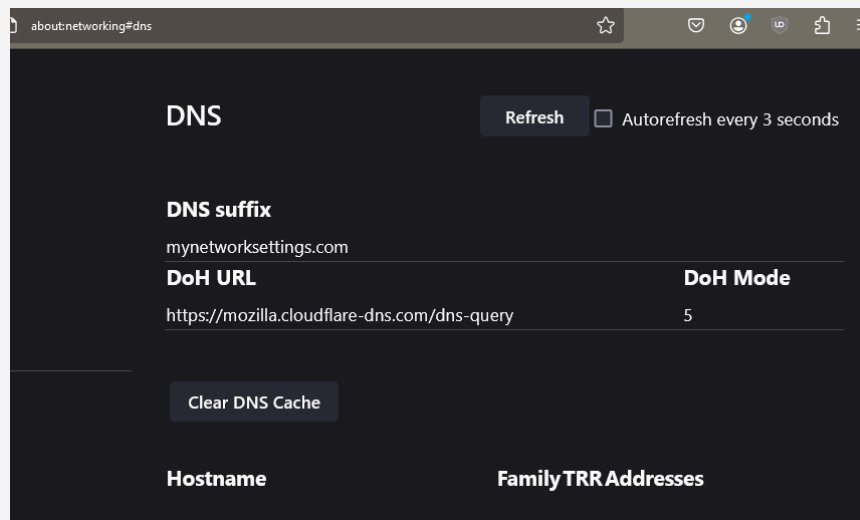 about:networking#dns
DNS
Refresh
Autorefresh every 3 seconds
DNS suffix
mynetworksettings.com
DoH URL DoH Mode
https://mozilla.cloudflare-dns.com/dns-query 5
Clear DNS Cache
Hostname Family TRR Addresses